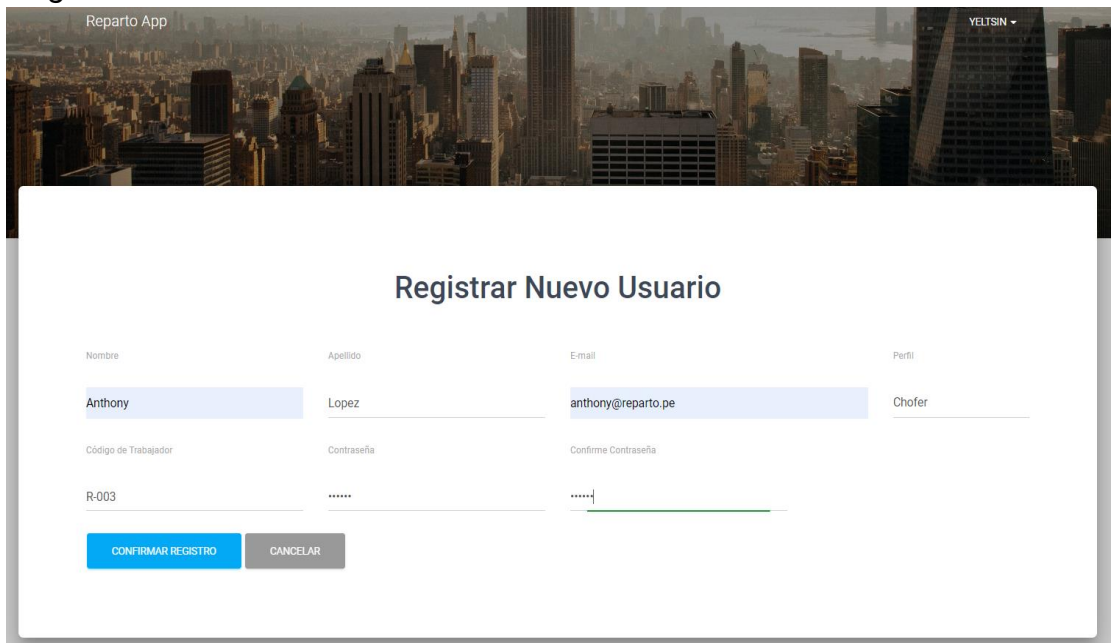 Reparto App
YELTSIN
Registrar Nuevo Usuario
Nombre Apellido E-mail Perfil
Anthony Lopez anthony@reparto.pe Chofer
Código de Trabajador Contraseña Confirme Contraseña
R-003 •••••• ••••••
CONFIRMAR REGISTRO CANCELAR